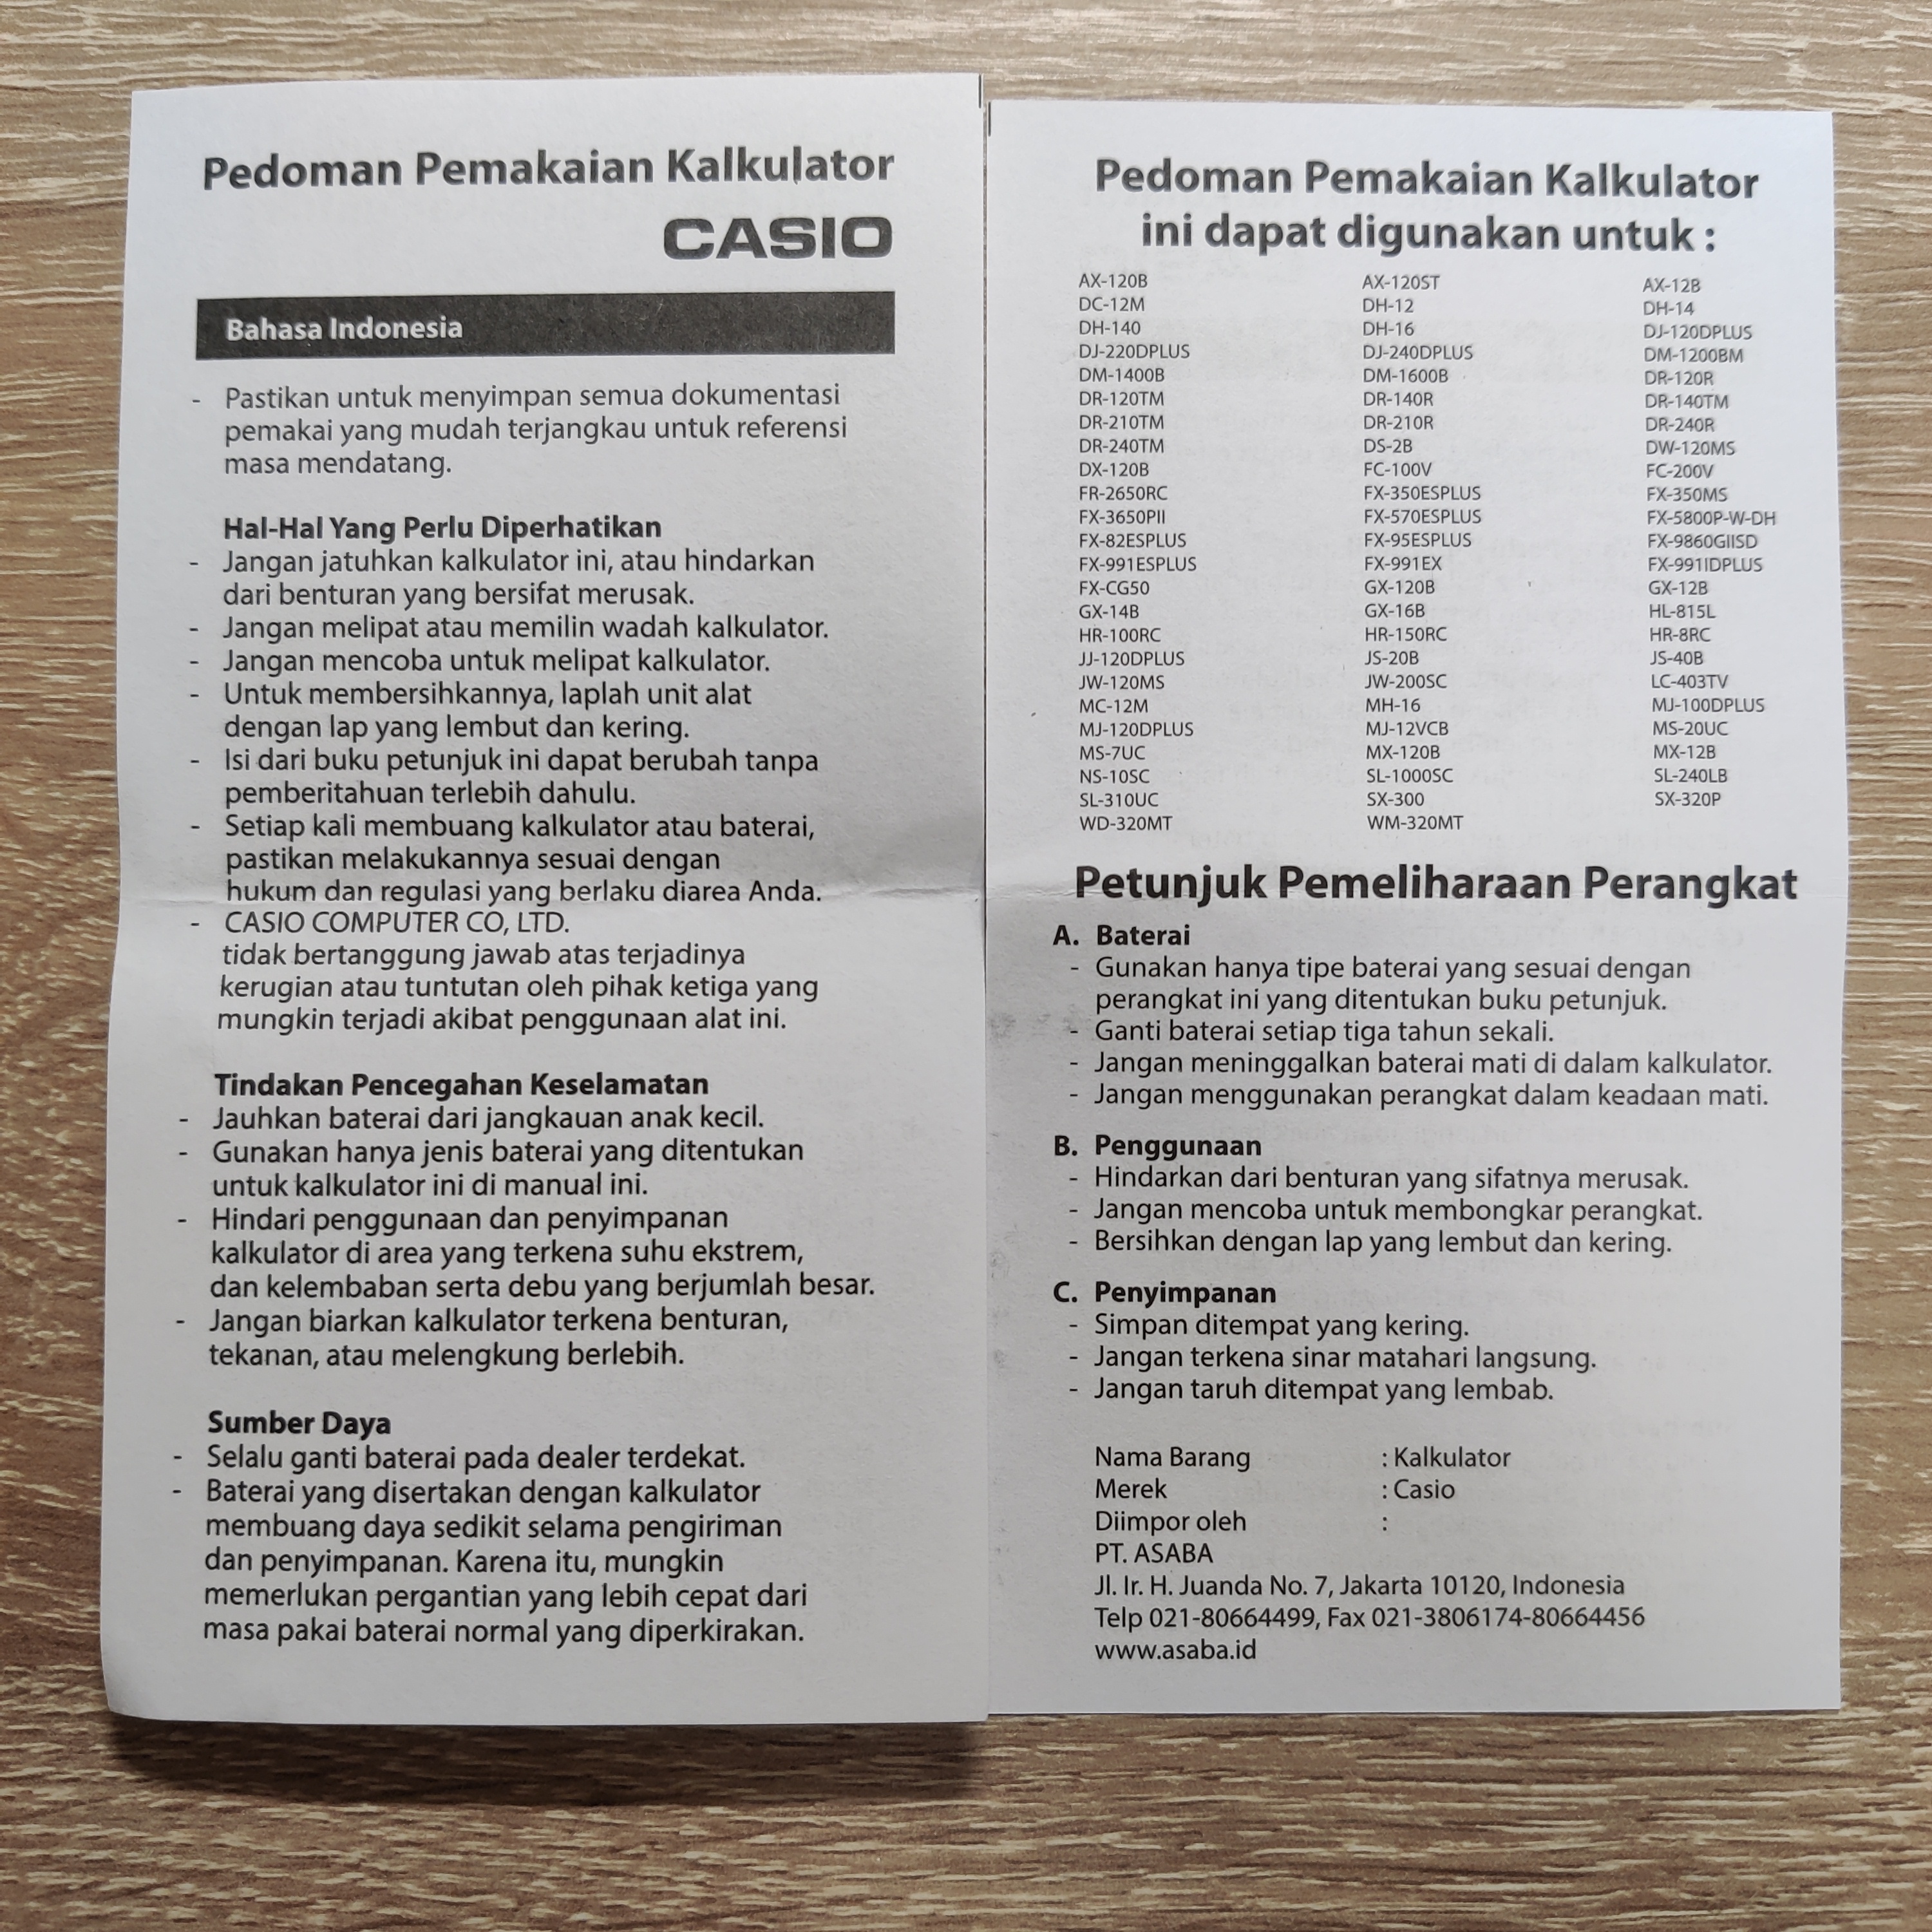 Pedoman Pemakaian Kalkulator
CASIO
Bahasa Indonesia
- Pastikan untuk menyimpan semua dokumentasi
pemakai yang mudah terjangkau untuk referensi
masa mendatang.
Hal-Hal Yang Perlu Diperhatikan
- Jangan jatuhkan kalkulator ini, atau hindarkan
dari benturan yang bersifat merusak.
- Jangan melipat atau memilin wadah kalkulator.
- Jangan mencoba untuk melipat kalkulator.
- Untuk membersihkannya, laplah unit alat
dengan lap yang lembut dan kering.
- Isi dari buku petunjuk ini dapat berubah tanpa
pemberitahuan terlebih dahulu.
- Setiap kali membuang kalkulator atau baterai,
pastikan melakukannya sesuai dengan
hukum dan regulasi yang berlaku diarea Anda.
- CASIO COMPUTER CO, LTD.
tidak bertanggung jawab atas terjadinya
kerugian atau tuntutan oleh pihak ketiga yang
mungkin terjadi akibat penggunaan alat ini.
Tindakan Pencegahan Keselamatan
- Jauhkan baterai dari jangkauan anak kecil.
- Gunakan hanya jenis baterai yang ditentukan
untuk kalkulator ini di manual ini.
- Hindari penggunaan dan penyimpanan
kalkulator di area yang terkena suhu ekstrem,
dan kelembaban serta debu yang berjumlah besar.
- Jangan biarkan kalkulator terkena benturan,
tekanan, atau melengkung berlebih.
Sumber Daya
- Selalu ganti baterai pada dealer terdekat.
- Baterai yang disertakan dengan kalkulator
membuang daya sedikit selama pengiriman
dan penyimpanan. Karena itu, mungkin
memerlukan pergantian yang lebih cepat dari
masa pakai baterai normal yang diperkirakan.
Pedoman Pemakaian Kalkulator
ini dapat digunakan untuk :
AX-120B AX-120ST AX-12B
DC-12M DH-12 DH-14
DH-140 DH-16 DJ-120DPLUS
DJ-220DPLUS DJ-240DPLUS DM-1200BM
DM-1400B DM-1600B DR-120R
DR-120TM DR-140R DR-140TM
DR-210TM DR-210R DR-240R
DR-240TM DS-2B DW-120MS
DX-120B FC-100V FC-200V
FR-2650RC FX-350ESPLUS FX-350MS
FX-3650PII FX-570ESPLUS FX-5800P-W-DH
FX-82ESPLUS FX-95ESPLUS FX-9860GIISD
FX-991ESPLUS FX-991EX FX-991IDPLUS
FX-CG50 GX-120B GX-12B
GX-14B GX-16B HL-815L
HR-100RC HR-150RC HR-8RC
JJ-120DPLUS JS-20B JS-40B
JW-120MS JW-200SC LC-403TV
MC-12M MH-16 MJ-100DPLUS
MJ-120DPLUS MJ-12VCB MS-20UC
MS-7UC MX-120B MX-12B
NS-10SC SL-1000SC SL-240LB
SL-310UC SX-300 SX-320P
WD-320MT WM-320MT
Petunjuk Pemeliharaan Perangkat
A. Baterai
- Gunakan hanya tipe baterai yang sesuai dengan
perangkat ini yang ditentukan buku petunjuk.
- Ganti baterai setiap tiga tahun sekali.
- Jangan meninggalkan baterai mati di dalam kalkulator.
- Jangan menggunakan perangkat dalam keadaan mati.
B. Penggunaan
- Hindarkan dari benturan yang sifatnya merusak.
- Jangan mencoba untuk membongkar perangkat.
- Bersihkan dengan lap yang lembut dan kering.
C. Penyimpanan
- Simpan ditempat yang kering.
- Jangan terkena sinar matahari langsung.
- Jangan taruh ditempat yang lembab.
Nama Barang : Kalkulator
Merek : Casio
Diimpor oleh :
PT. ASABA
Jl. Ir. H. Juanda No. 7, Jakarta 10120, Indonesia
Telp 021-80664499, Fax 021-3806174-80664456
www.asaba.id